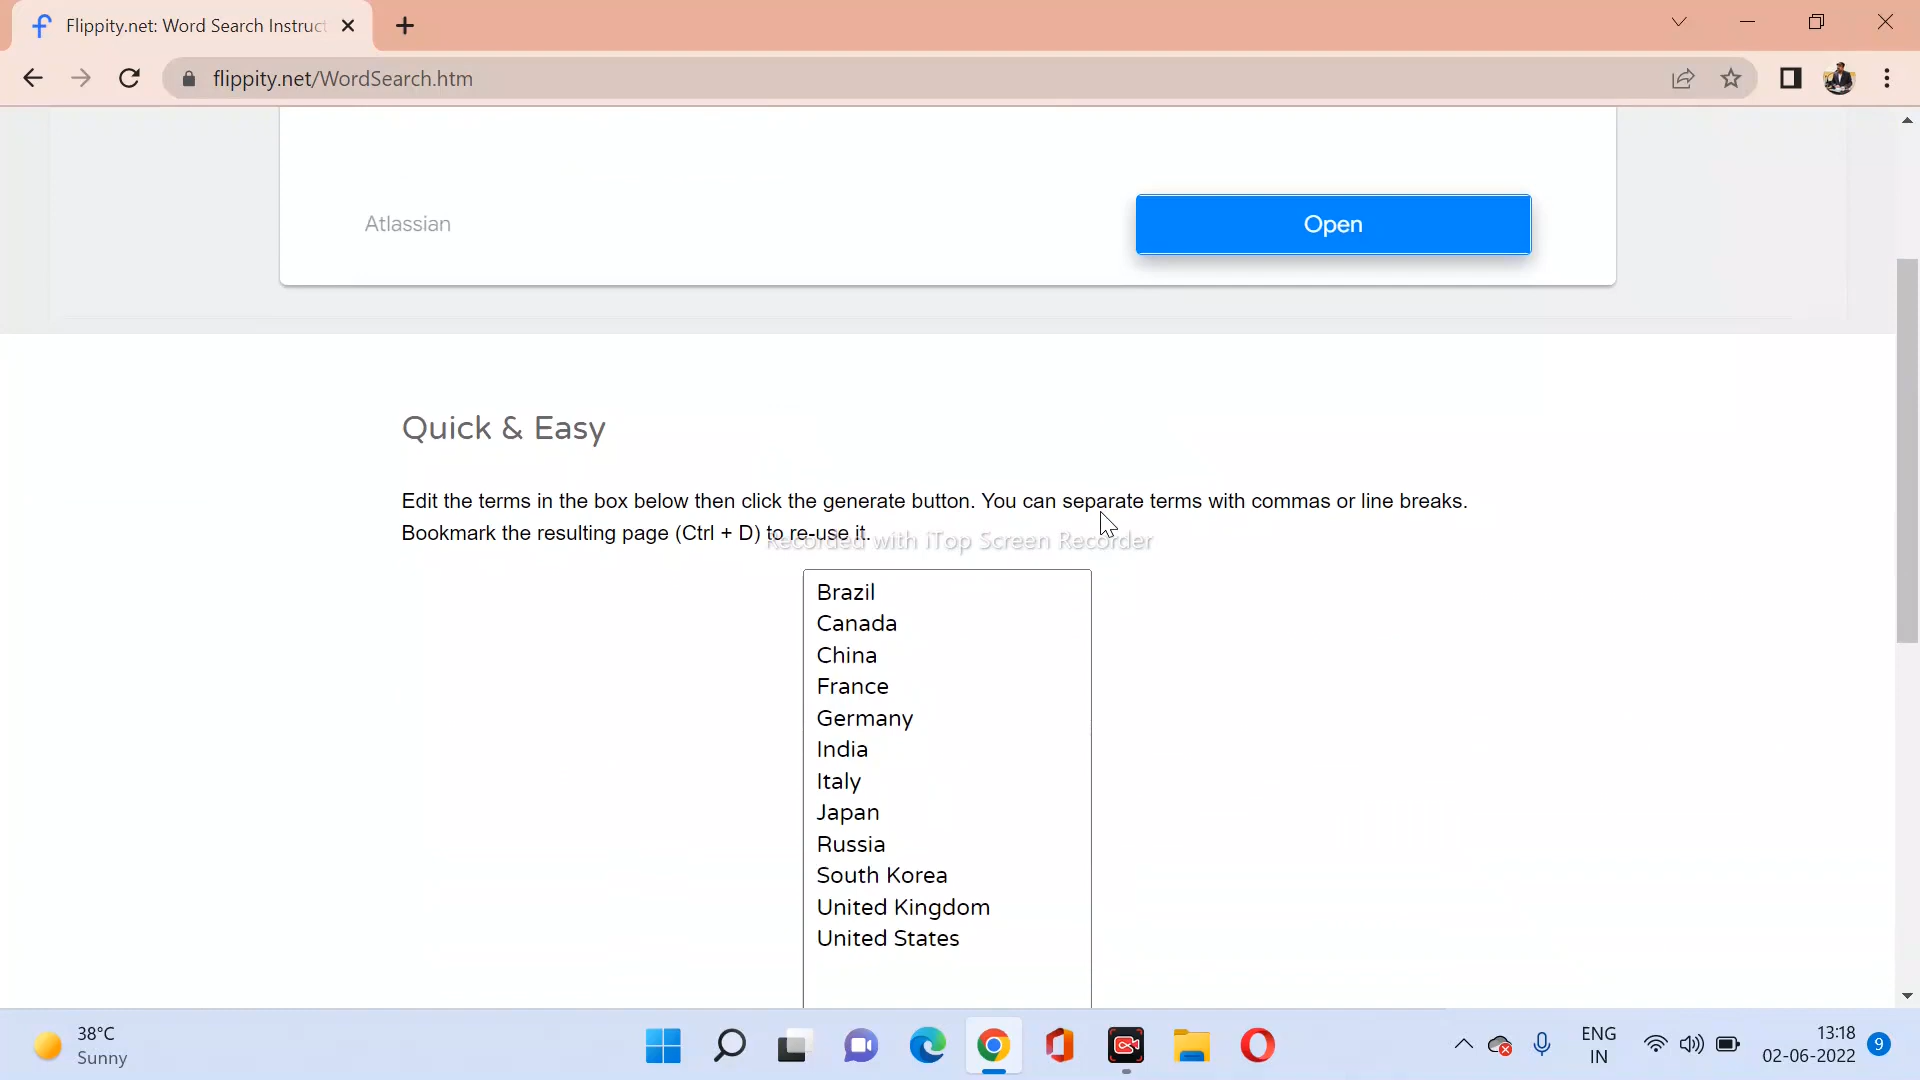 Flippity.net: Word Search Instruct
flippity.net/WordSearch.htm
Atlassian
Open
Quick & Easy
Edit the terms in the box below then click the generate button. You can separate terms with commas or line breaks.
Bookmark the resulting page (Ctrl + D) to re-use it.
Recorded with iTop Screen Recorder
Brazil
Canada
China
France
Germany
India
Italy
Japan
Russia
South Korea
United Kingdom
United States
38°C
Sunny
ENG
IN
13:18
02-06-2022
9